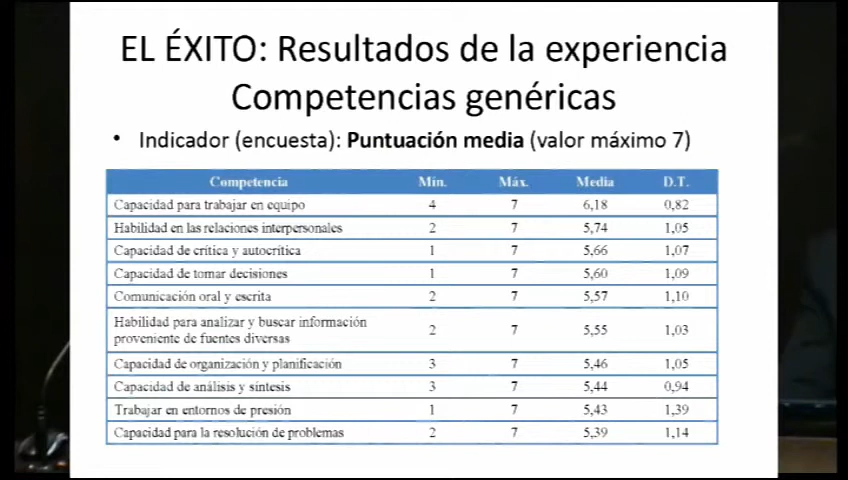 EL ÉXITO: Resultados de la experiencia
Competencias genéricas
• Indicador (encuesta): Puntuación media (valor máximo 7)
Competencia Mín. Máx. Media D.T.
Capacidad para trabajar en equipo 4 7 6,18 0,82
Habilidad en las relaciones interpersonales 2 7 5,74 1,05
Capacidad de crítica y autocrítica 1 7 5,66 1,07
Capacidad de tomar decisiones 1 7 5,60 1,09
Comunicación oral y escrita 2 7 5,57 1,10
Habilidad para analizar y buscar información
proveniente de fuentes diversas 2 7 5,55 1,03
Capacidad de organización y planificación 3 7 5,46 1,05
Capacidad de análisis y síntesis 3 7 5,44 0,94
Trabajar en entornos de presión 1 7 5,43 1,39
Capacidad para la resolución de problemas 2 7 5,39 1,14